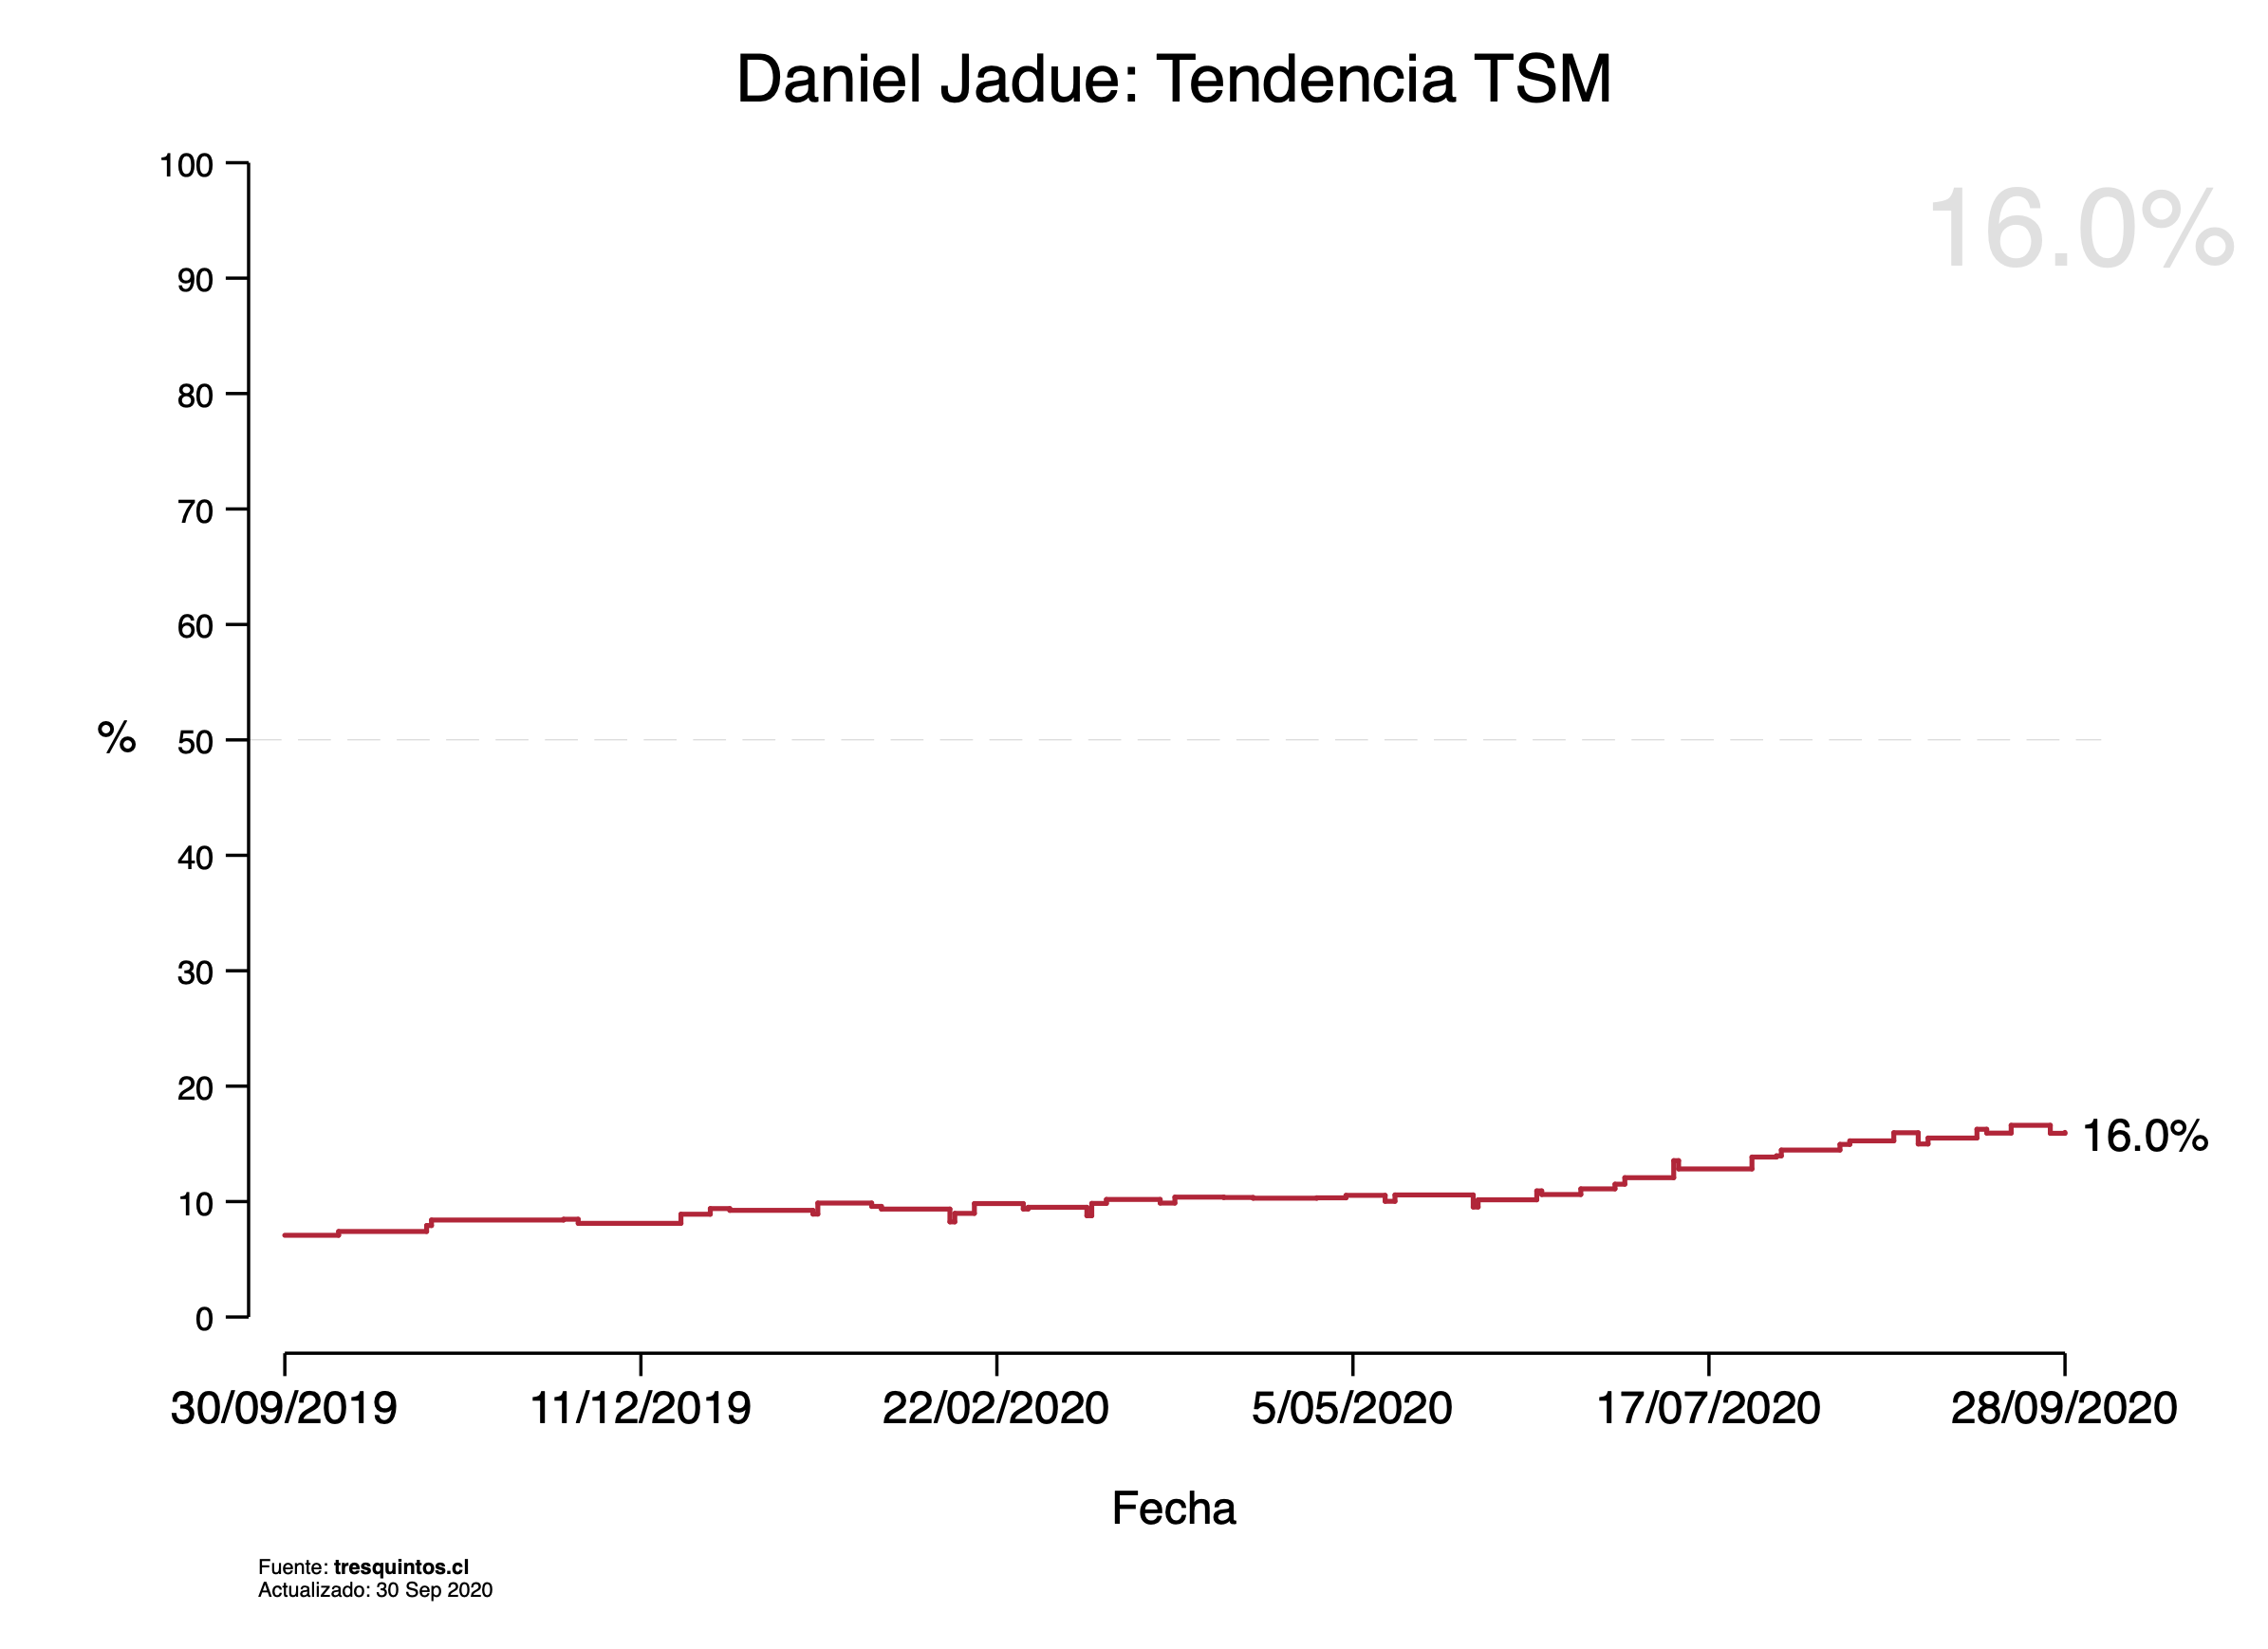 Daniel Jadue: Tendencia TSM
16.0%
100
90
80
70
60
50
40
30
20
10
0
%
16.0%
30/09/2019 11/12/2019 22/02/2020 5/05/2020 17/07/2020 28/09/2020
Fecha
Fuente: tresquintos.cl
Actualizado: 30 Sep 2020